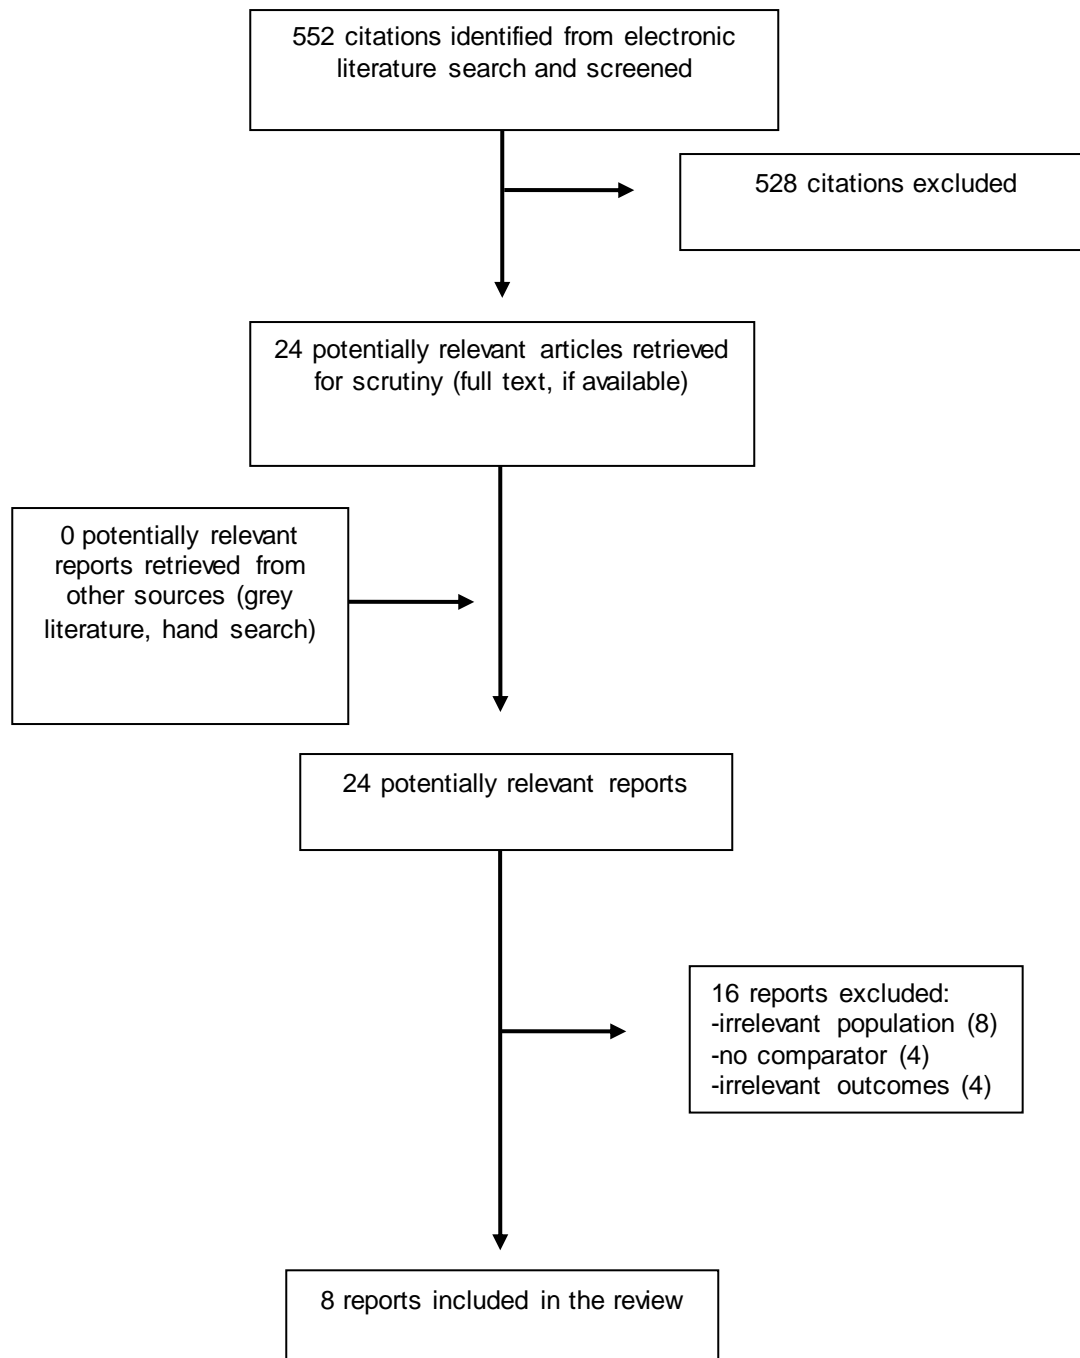 552 citations identified from electronic
literature search and screened
528 citations excluded
24 potentially relevant articles retrieved
for scrutiny (full text, if available)
0 potentially relevant
reports retrieved from
other sources (grey
literature, hand search)
24 potentially relevant reports
16 reports excluded:
-irrelevant population (8)
-no comparator (4)
-irrelevant outcomes (4)
8 reports included in the review